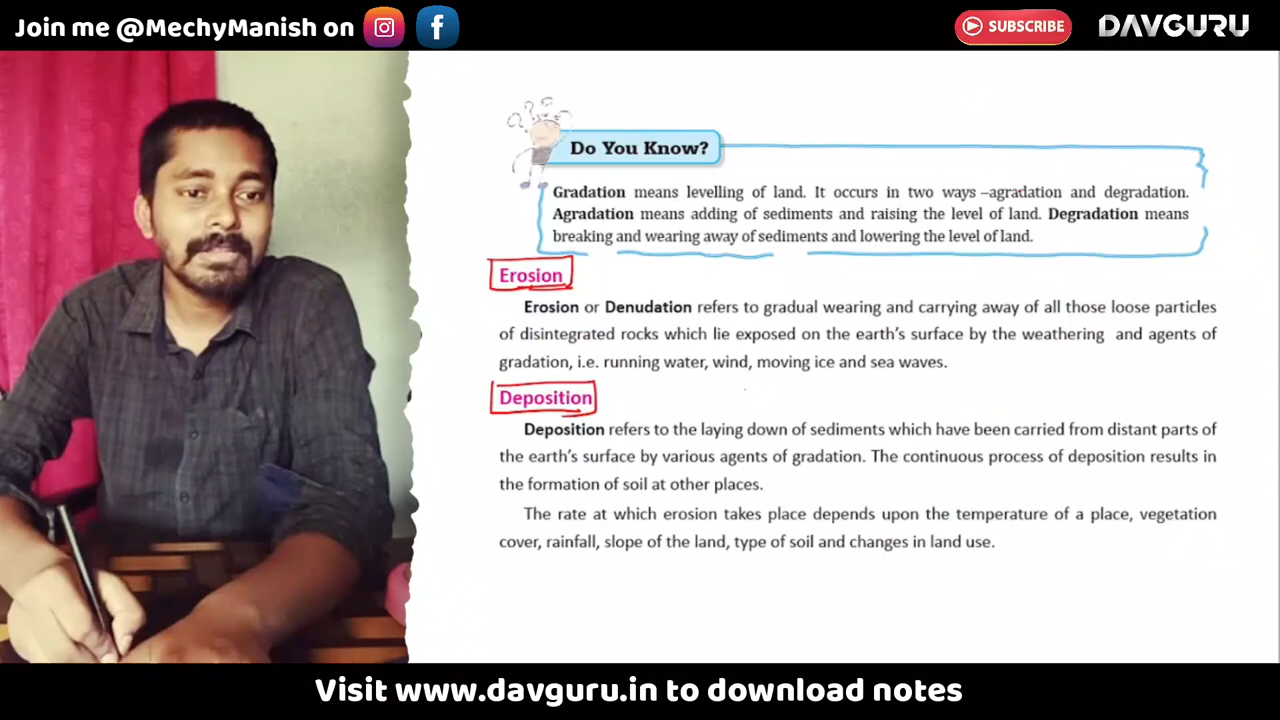 Join me @MechyManish on
SUBSCRIBE
DAVGURU
Do You Know?
Gradation means levelling of land. It occurs in two ways –agradation and degradation.
Agradation means adding of sediments and raising the level of land. Degradation means
breaking and wearing away of sediments and lowering the level of land.
Erosion
Erosion or Denudation refers to gradual wearing and carrying away of all those loose particles
of disintegrated rocks which lie exposed on the earth's surface by the weathering and agents of
gradation, i.e. running water, wind, moving ice and sea waves.
Deposition
Deposition refers to the laying down of sediments which have been carried from distant parts of
the earth's surface by various agents of gradation. The continuous process of deposition results in
the formation of soil at other places.
The rate at which erosion takes place depends upon the temperature of a place, vegetation
cover, rainfall, slope of the land, type of soil and changes in land use.
Visit www.davguru.in to download notes